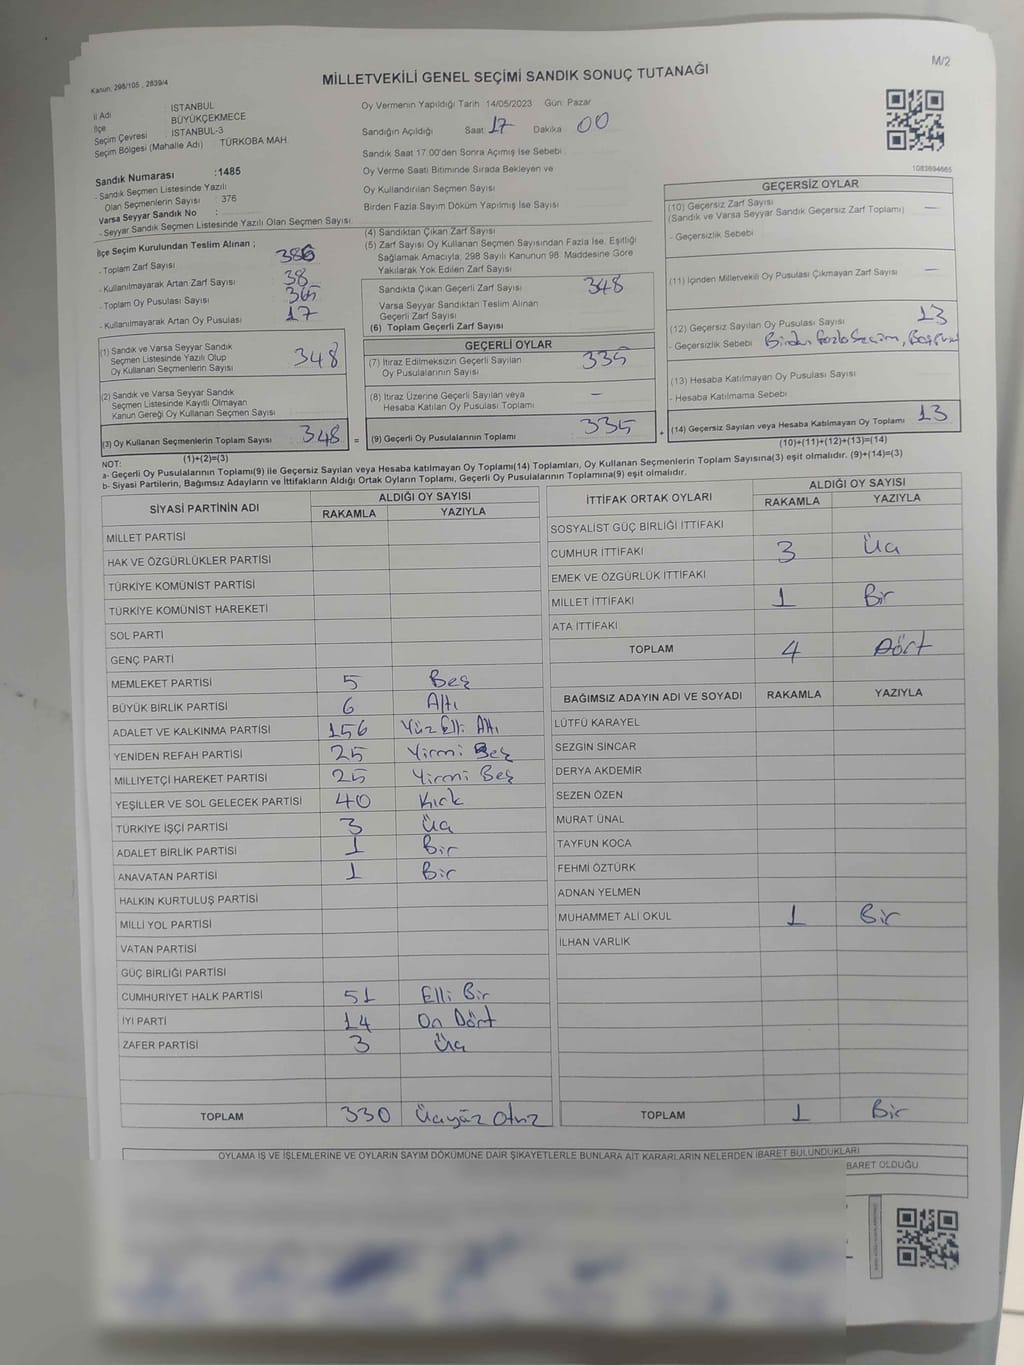 Kanun, 298/105 , 2839/4
MİLLETVEKİLİ GENEL SEÇİMİ SANDIK SONUÇ TUTANAĞI
M/2
İl Adı : İSTANBUL
İlçe : BÜYÜKÇEKMECE
Seçim Çevresi : İSTANBUL-3
Seçim Bölgesi (Mahalle Adı) TÜRKOBA MAH.
Sandık Numarası :1485
- Sandık Seçmen Listesinde Yazılı
Olan Seçmenlerin Sayısı : 376
Varsa Seyyar Sandık No :
- Seyyar Sandık Seçmen Listesinde Yazılı Olan Seçmen Sayısı
Oy Vermenin Yapıldığı Tarih 14/05/2023 Gün: Pazar
Sandığın Açıldığı Saat 17 Dakika 00
Sandık Saat 17:00'den Sonra Açımış İse Sebebi :
Oy Verme Saati Bitiminde Sırada Bekleyen ve
Oy Kullandırılan Seçmen Sayısı
Birden Fazla Sayım Döküm Yapılmış İse Sayısı
1083694665
İlçe Seçim Kurulundan Teslim Alınan ;
- Toplam Zarf Sayısı : 386
- Kullanılmayarak Artan Zarf Sayısı : 38
- Toplam Oy Pusulası Sayısı : 365
- Kullanılmayarak Artan Oy Pusulası : 17
(4) Sandıktan Çıkan Zarf Sayısı
(5) Zarf Sayısı Oy Kullanan Seçmen Sayısından Fazla İse, Eşitliği
Sağlamak Amacıyla, 298 Sayılı Kanunun 98. Maddesine Göre
Yakılarak Yok Edilen Zarf Sayısı
Sandıkta Çıkan Geçerli Zarf Sayısı : 348
Varsa Seyyar Sandıktan Teslim Alınan
Geçerli Zarf Sayısı
(6) Toplam Geçerli Zarf Sayısı
GEÇERSİZ OYLAR
(10) Geçersiz Zarf Sayısı —
(Sandık ve Varsa Seyyar Sandık Geçersiz Zarf Toplamı)
- Geçersizlik Sebebi
(11) İçinden Milletvekili Oy Pusulası Çıkmayan Zarf Sayısı —
(12) Geçersiz Sayılan Oy Pusulası Sayısı 13
- Geçersizlik Sebebi : Birden fazla Seçim,
(13) Hesaba Katılmayan Oy Pusulası Sayısı
- Hesaba Katılmama Sebebi
(14) Geçersiz Sayılan veya Hesaba Katılmayan Oy Toplamı 13
(10)+(11)+(12)+(13)=(14)
(1) Sandık ve Varsa Seyyar Sandık
Seçmen Listesinde Yazılı Olup
Oy Kullanan Seçmenlerin Sayısı 348
(2) Sandık ve Varsa Seyyar Sandık
Seçmen Listesinde Kayıtlı Olmayan
Kanun Gereği Oy Kullanan Seçmen Sayısı
(3) Oy Kullanan Seçmenlerin Toplam Sayısı : 348
(1)+(2)=(3)
GEÇERLİ OYLAR
(7) İtiraz Edilmeksizin Geçerli Sayılan
Oy Pusulalarının Sayısı : 335
(8) İtiraz Üzerine Geçerli Sayılan veya
Hesaba Katılan Oy Pusulası Toplamı —
= (9) Geçerli Oy Pusulalarının Toplamı : 335 +
NOT:
a- Geçerli Oy Pusulalarının Toplamı(9) ile Geçersiz Sayılan veya Hesaba katılmayan Oy Toplamı(14) Toplamları, Oy Kullanan Seçmenlerin Toplam Sayısına(3) eşit olmalıdır. (9)+(14)=(3)
b- Siyasi Partilerin, Bağımsız Adayların ve İttifakların Aldığı Ortak Oyların Toplamı, Geçerli Oy Pusulalarının Toplamına(9) eşit olmalıdır.
SİYASİ PARTİNİN ADI ALDIĞI OY SAYISI
RAKAMLA YAZIYLA
MİLLET PARTİSİ
HAK VE ÖZGÜRLÜKLER PARTİSİ
TÜRKİYE KOMÜNİST PARTİSİ
TÜRKİYE KOMÜNİST HAREKETİ
SOL PARTİ
GENÇ PARTİ
MEMLEKET PARTİSİ 5 Beş
BÜYÜK BİRLİK PARTİSİ 6 Altı
ADALET VE KALKINMA PARTİSİ 156 Yüz Elli Altı
YENİDEN REFAH PARTİSİ 25 Yirmi Beş
MİLLİYETÇİ HAREKET PARTİSİ 25 Yirmi Beş
YEŞİLLER VE SOL GELECEK PARTİSİ 40 Kırk
TÜRKİYE İŞÇİ PARTİSİ 3 Üç
ADALET BİRLİK PARTİSİ 1 Bir
ANAVATAN PARTİSİ 1 Bir
HALKIN KURTULUŞ PARTİSİ
MİLLİ YOL PARTİSİ
VATAN PARTİSİ
GÜÇ BİRLİĞİ PARTİSİ
CUMHURİYET HALK PARTİSİ 51 Elli Bir
İYİ PARTİ 14 On Dört
ZAFER PARTİSİ 3 Üç
TOPLAM 330 Üçyüz Otuz
İTTİFAK ORTAK OYLARI ALDIĞI OY SAYISI
RAKAMLA YAZIYLA
SOSYALİST GÜÇ BİRLİĞİ İTTİFAKI
CUMHUR İTTİFAKI 3 Üç
EMEK VE ÖZGÜRLÜK İTTİFAKI
MİLLET İTTİFAKI 1 Bir
ATA İTTİFAKI
TOPLAM 4 Dört
BAĞIMSIZ ADAYIN ADI VE SOYADI RAKAMLA YAZIYLA
LÜTFÜ KARAYEL
SEZGİN SİNCAR
DERYA AKDEMİR
SEZEN ÖZEN
MURAT ÜNAL
TAYFUN KOCA
FEHMİ ÖZTÜRK
ADNAN YELMEN
MUHAMMET ALİ OKUL 1 Bir
İLHAN VARLIK
TOPLAM 1 Bir
OYLAMA İŞ VE İŞLEMLERİNE VE OYLARIN SAYIM DÖKÜMÜNE DAİR ŞİKAYETLERLE BUNLARA AİT KARARLARIN NELERDEN İBARET BULUNDUKLARI
BARET OLDUĞU